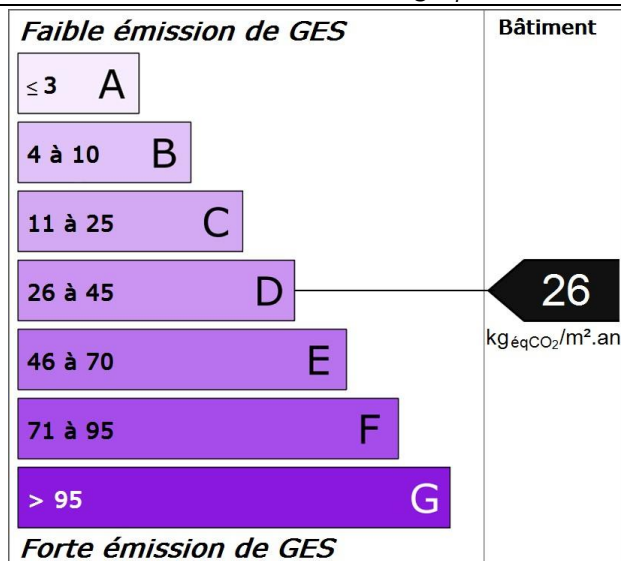 Faible émission de GES
Bâtiment
≤ 3 A
4 à 10 B
11 à 25 C
26 à 45 D
26
kgéqCO₂/m².an
46 à 70 E
71 à 95 F
> 95 G
Forte émission de GES